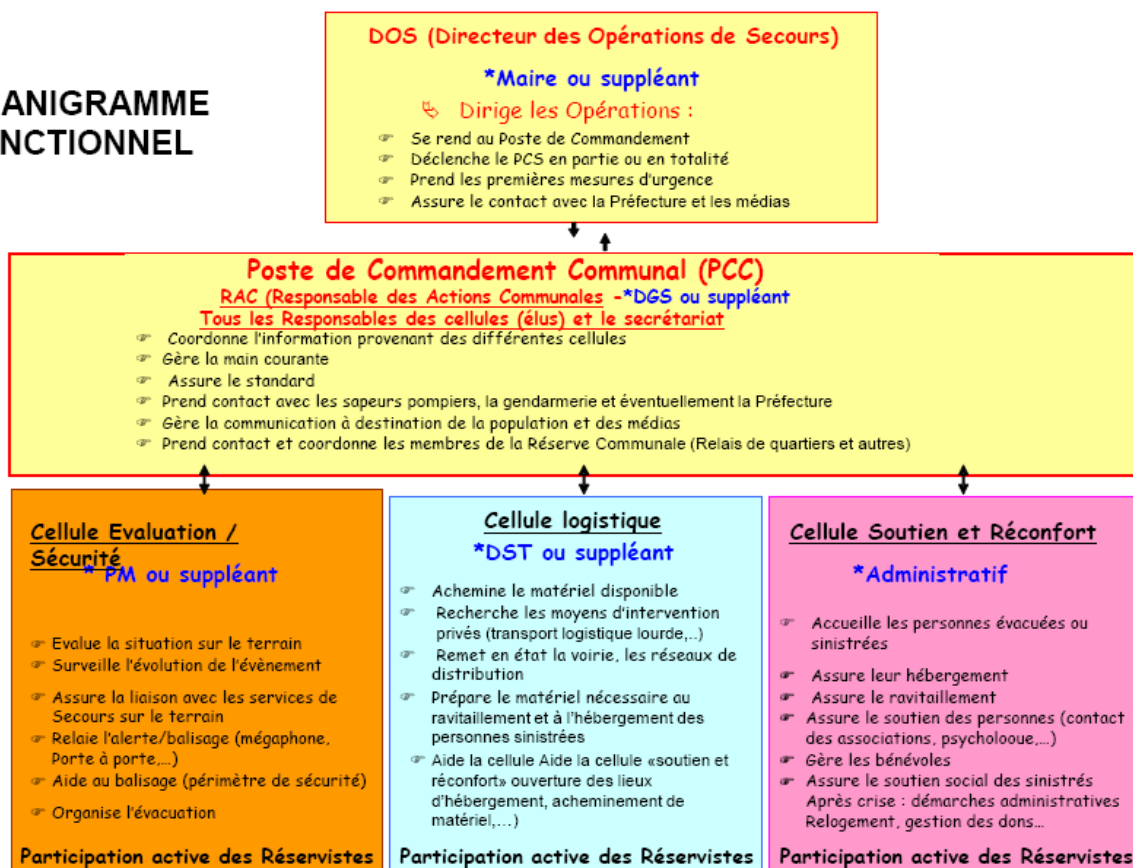 DOS (Directeur des Opérations de Secours)
*Maire ou suppléant
Dirige les Opérations :
ANIGRAMME
NCTIONNEL
Se rend au Poste de Commandement
Déclenche le PCS en partie ou en totalité
Prend les premières mesures d'urgence
Assure le contact avec la Préfecture et les médias
Poste de Commandement Communal (PCC)
RAC (Responsable des Actions Communales -*DGS ou suppléant
Tous les Responsables des cellules (élus) et le secrétariat
Coordonne l'information provenant des différentes cellules
Gère la main courante
Assure le standard
Prend contact avec les sapeurs pompiers, la gendarmerie et éventuellement la Préfecture
Gère la communication à destination de la population et des médias
Prend contact et coordonne les membres de la Réserve Communale (Relais de quartiers et autres)
Cellule Evaluation /
Sécurité
* PM ou suppléant
Evalue la situation sur le terrain
Surveille l'évolution de l'évènement
Assure la liaison avec les services de
Secours sur le terrain
Relaie l'alerte/balisage (mégaphone,
Porte à porte,…)
Aide au balisage (périmètre de sécurité)
Organise l'évacuation
Participation active des Réservistes
Cellule logistique
*DST ou suppléant
Achemine le matériel disponible
Recherche les moyens d'intervention
privés (transport logistique lourde,..)
Remet en état la voirie, les réseaux de
distribution
Prépare le matériel nécessaire au
ravitaillement et à l'hébergement des
personnes sinistrées
Aide la cellule Aide la cellule «soutien et
réconfort» ouverture des lieux
d'hébergement, acheminement de
matériel,…)
Participation active des Réservistes
Cellule Soutien et Réconfort
*Administratif
Accueille les personnes évacuées ou
sinistrées
Assure leur hébergement
Assure le ravitaillement
Assure le soutien des personnes (contact
des associations, psycholooue,…)
Gère les bénévoles
Assure le soutien social des sinistrés
Après crise : démarches administratives
Relogement, gestion des dons…
Participation active des Réservistes